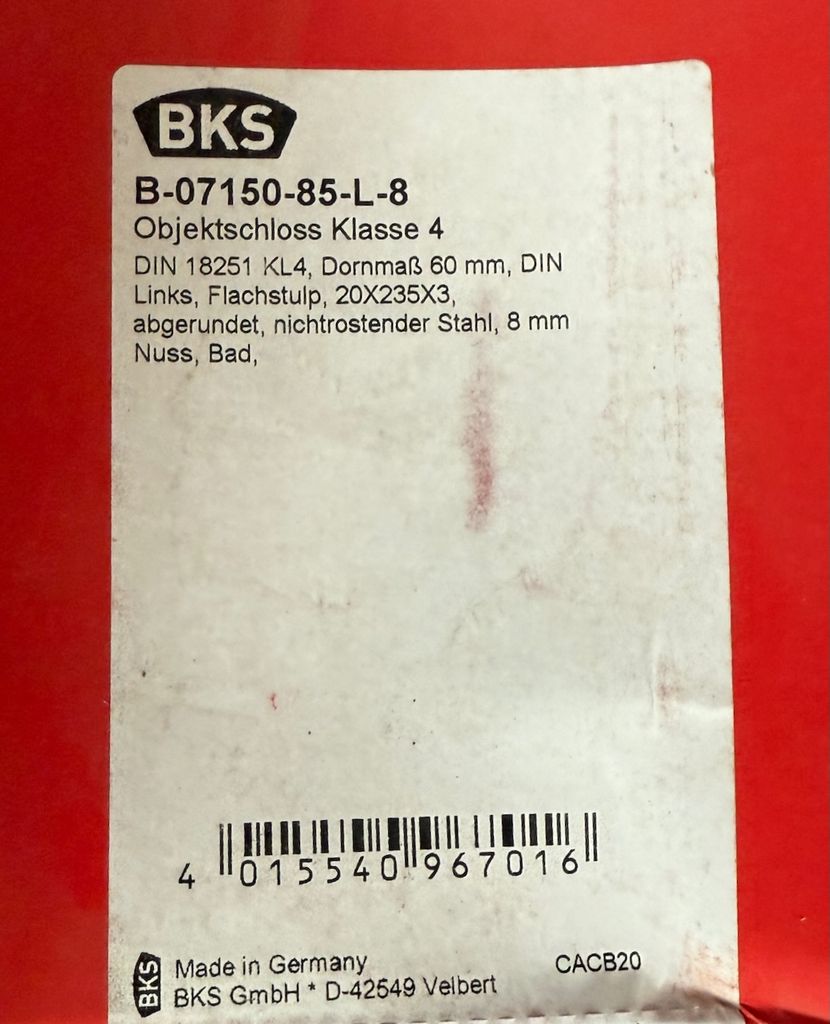 BKS
B-07150-85-L-8
Objektschloss Klasse 4
DIN 18251 KL4, Dornmaß 60 mm, DIN
Links, Flachstulp, 20X235X3,
abgerundet, nichtrostender Stahl, 8 mm
Nuss, Bad,
4 015540 967016
BKS
Made in Germany
CACB20
BKS GmbH * D-42549 Velbert